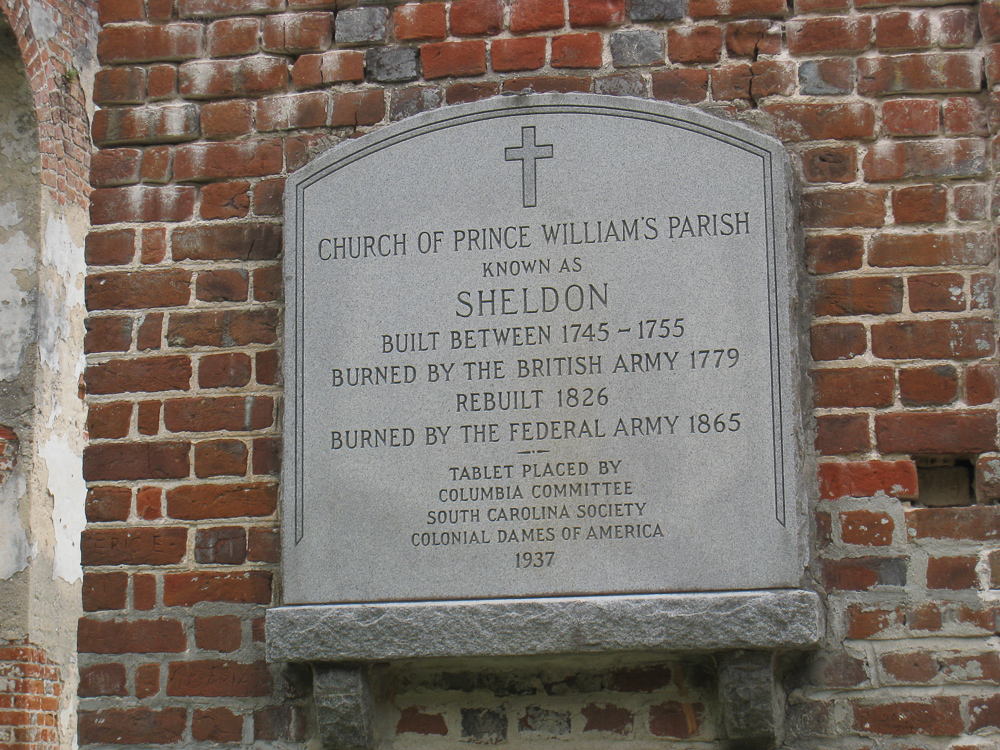 CHURCH OF PRINCE WILLIAM'S PARISH
KNOWN AS
SHELDON
BUILT BETWEEN 1745 - 1755
BURNED BY THE BRITISH ARMY 1779
REBUILT 1826
BURNED BY THE FEDERAL ARMY 1865
TABLET PLACED BY
COLUMBIA COMMITTEE
SOUTH CAROLINA SOCIETY
COLONIAL DAMES OF AMERICA
1937